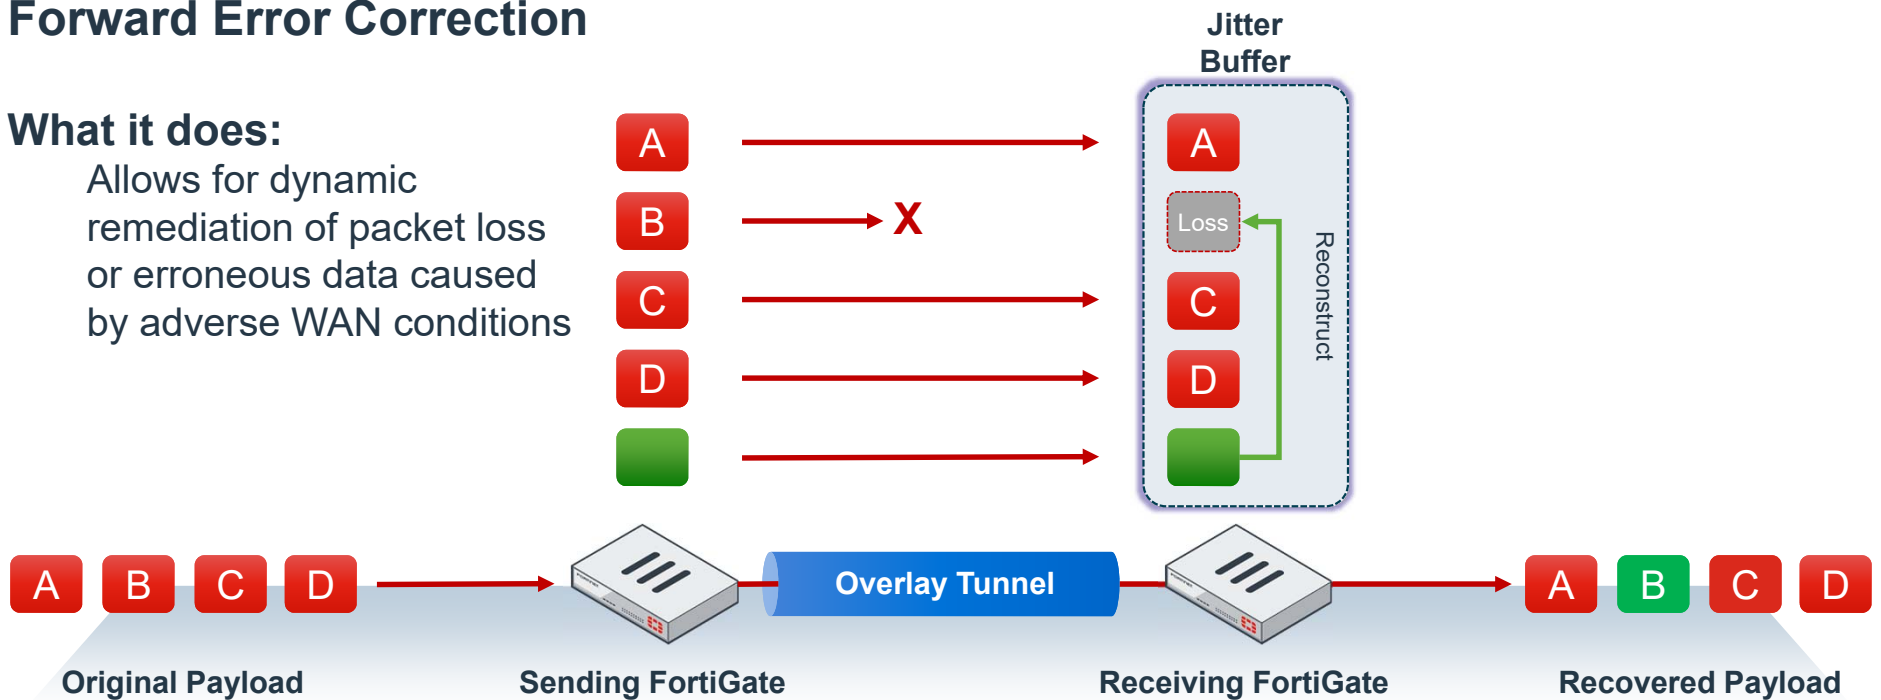 Forward Error Correction
What it does:
Allows for dynamic
remediation of packet loss
or erroneous data caused
by adverse WAN conditions
Jitter
Buffer
A
A
B
X
Loss
C
C
D
D
Reconstruct
A B C D
Overlay Tunnel
A B C D
Original Payload
Sending FortiGate
Receiving FortiGate
Recovered Payload